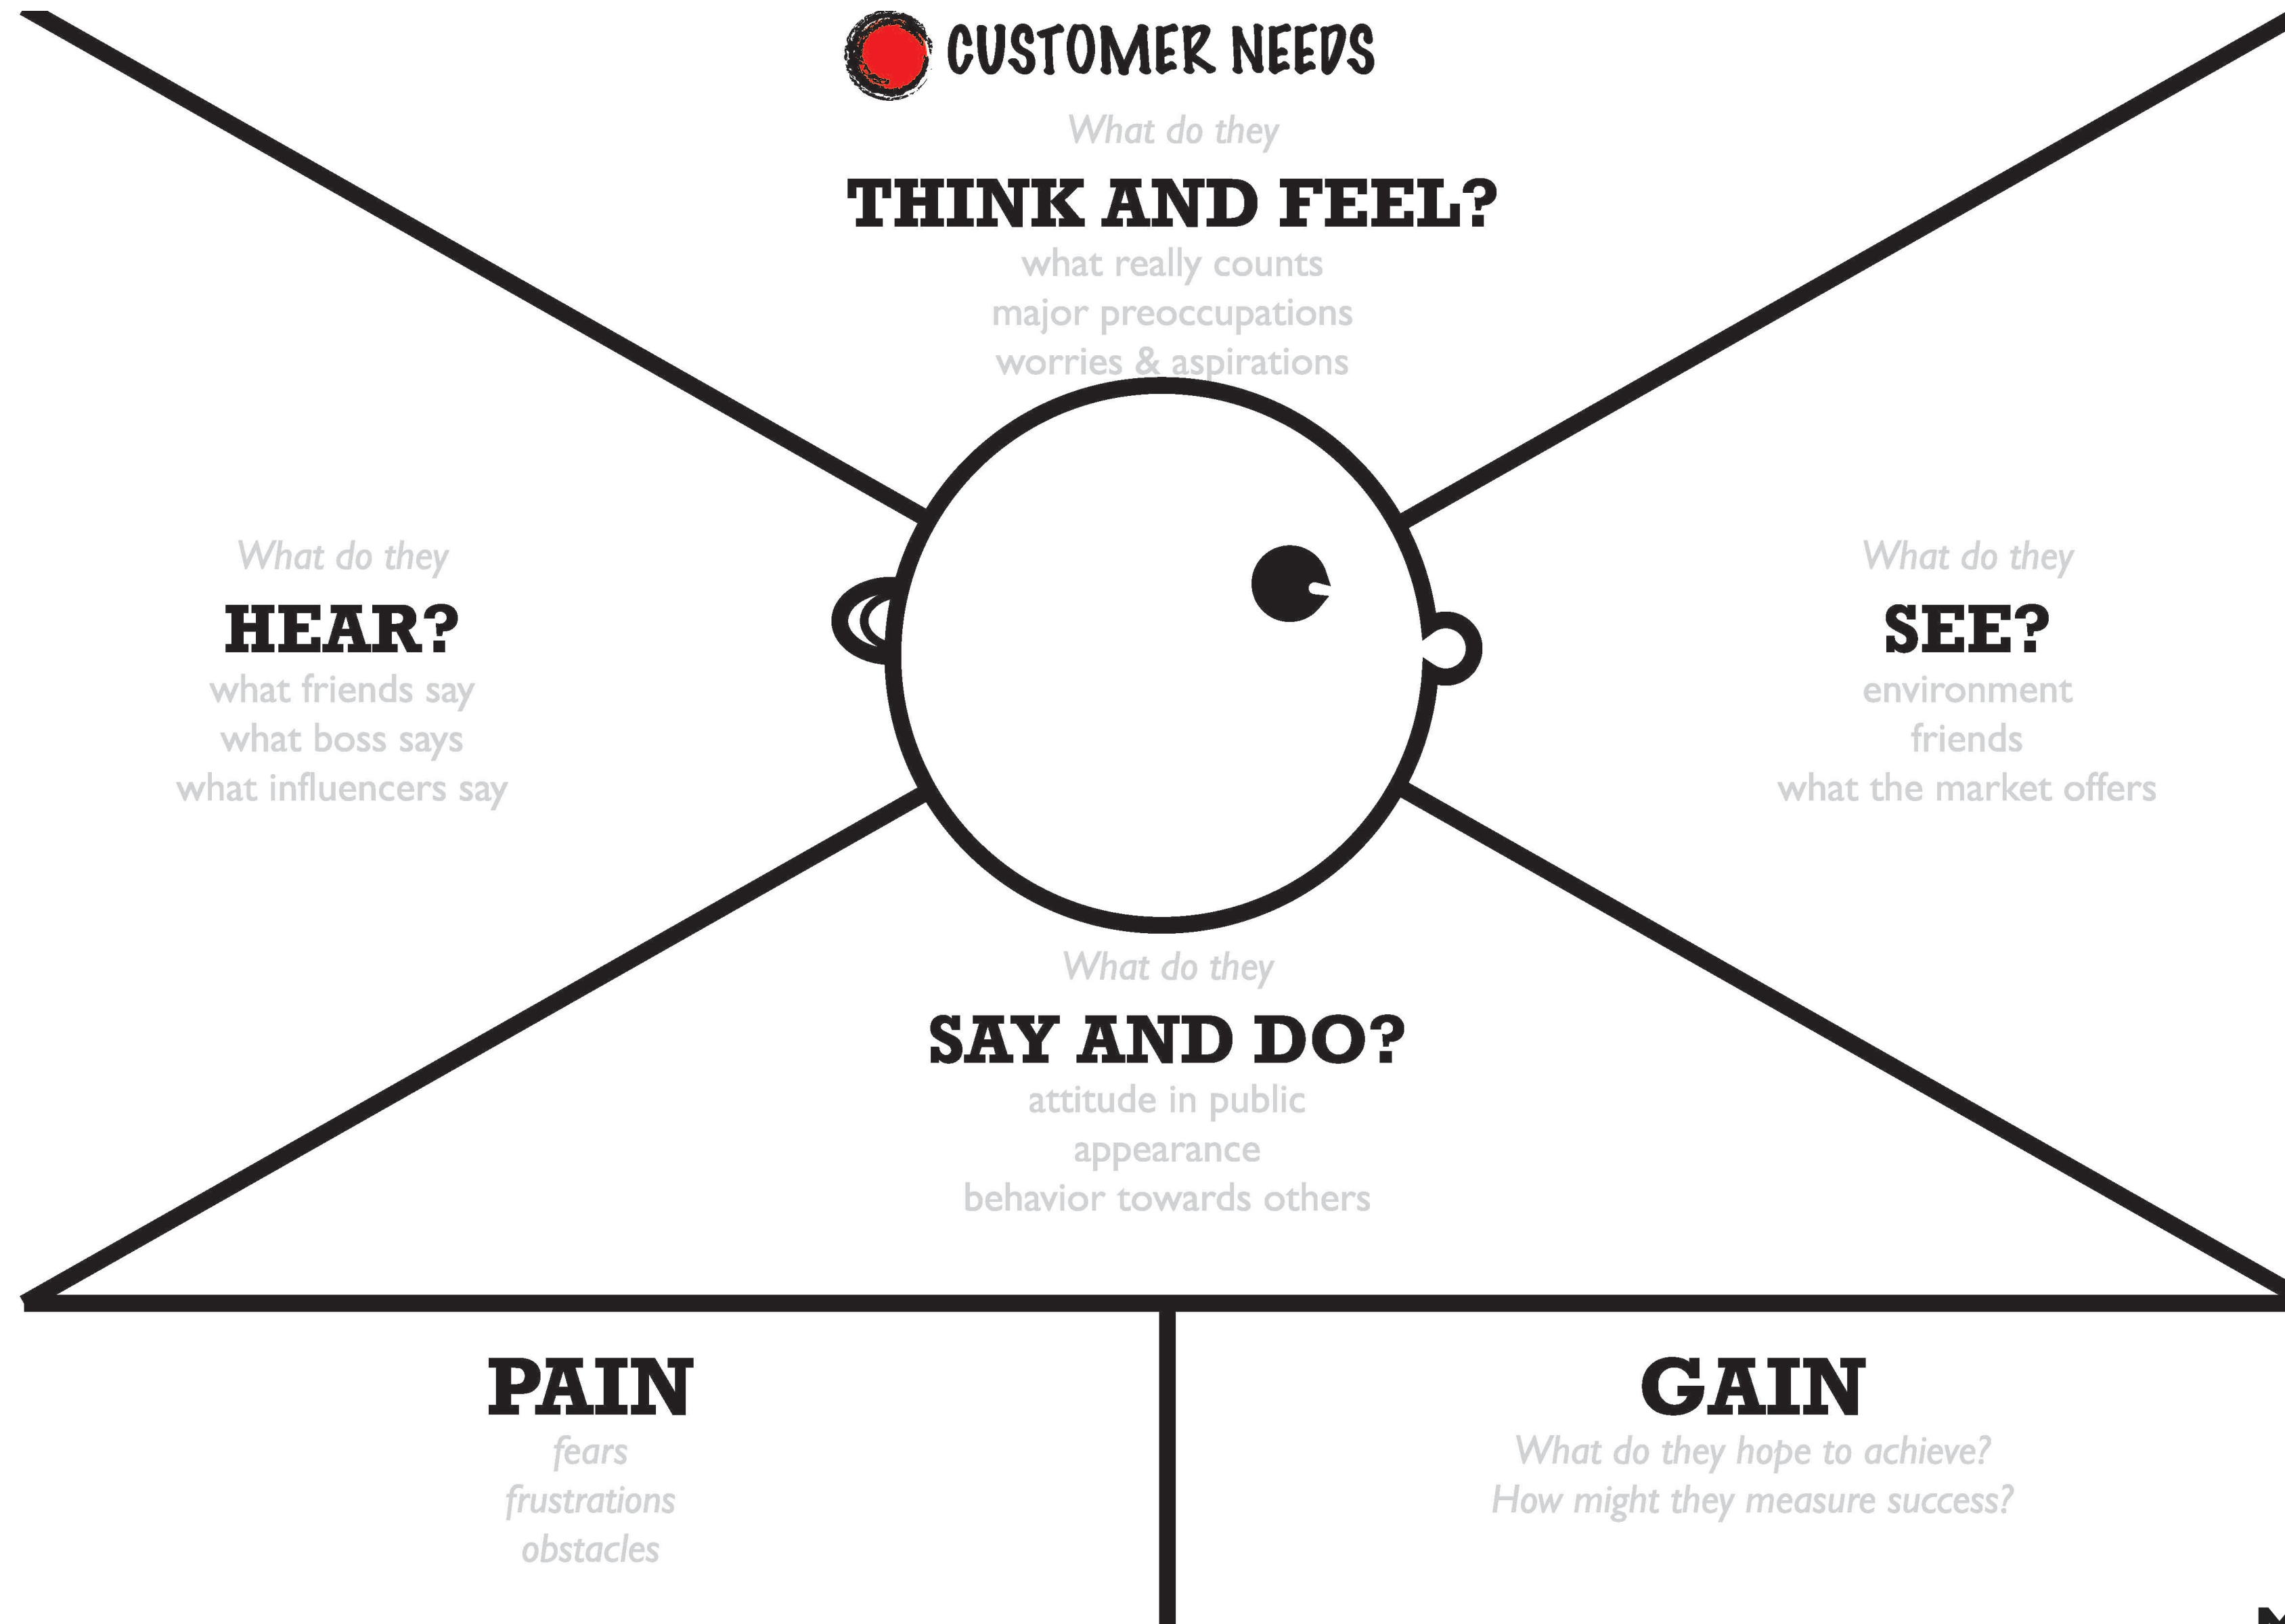 CUSTOMER NEEDS
What do they
THINK AND FEEL?
what really counts
major preoccupations
worries & aspirations
What do they
HEAR?
what friends say
what boss says
what influencers say
What do they
SEE?
environment
friends
what the market offers
What do they
SAY AND DO?
attitude in public
appearance
behavior towards others
PAIN
fears
frustrations
obstacles
GAIN
What do they hope to achieve?
How might they measure success?